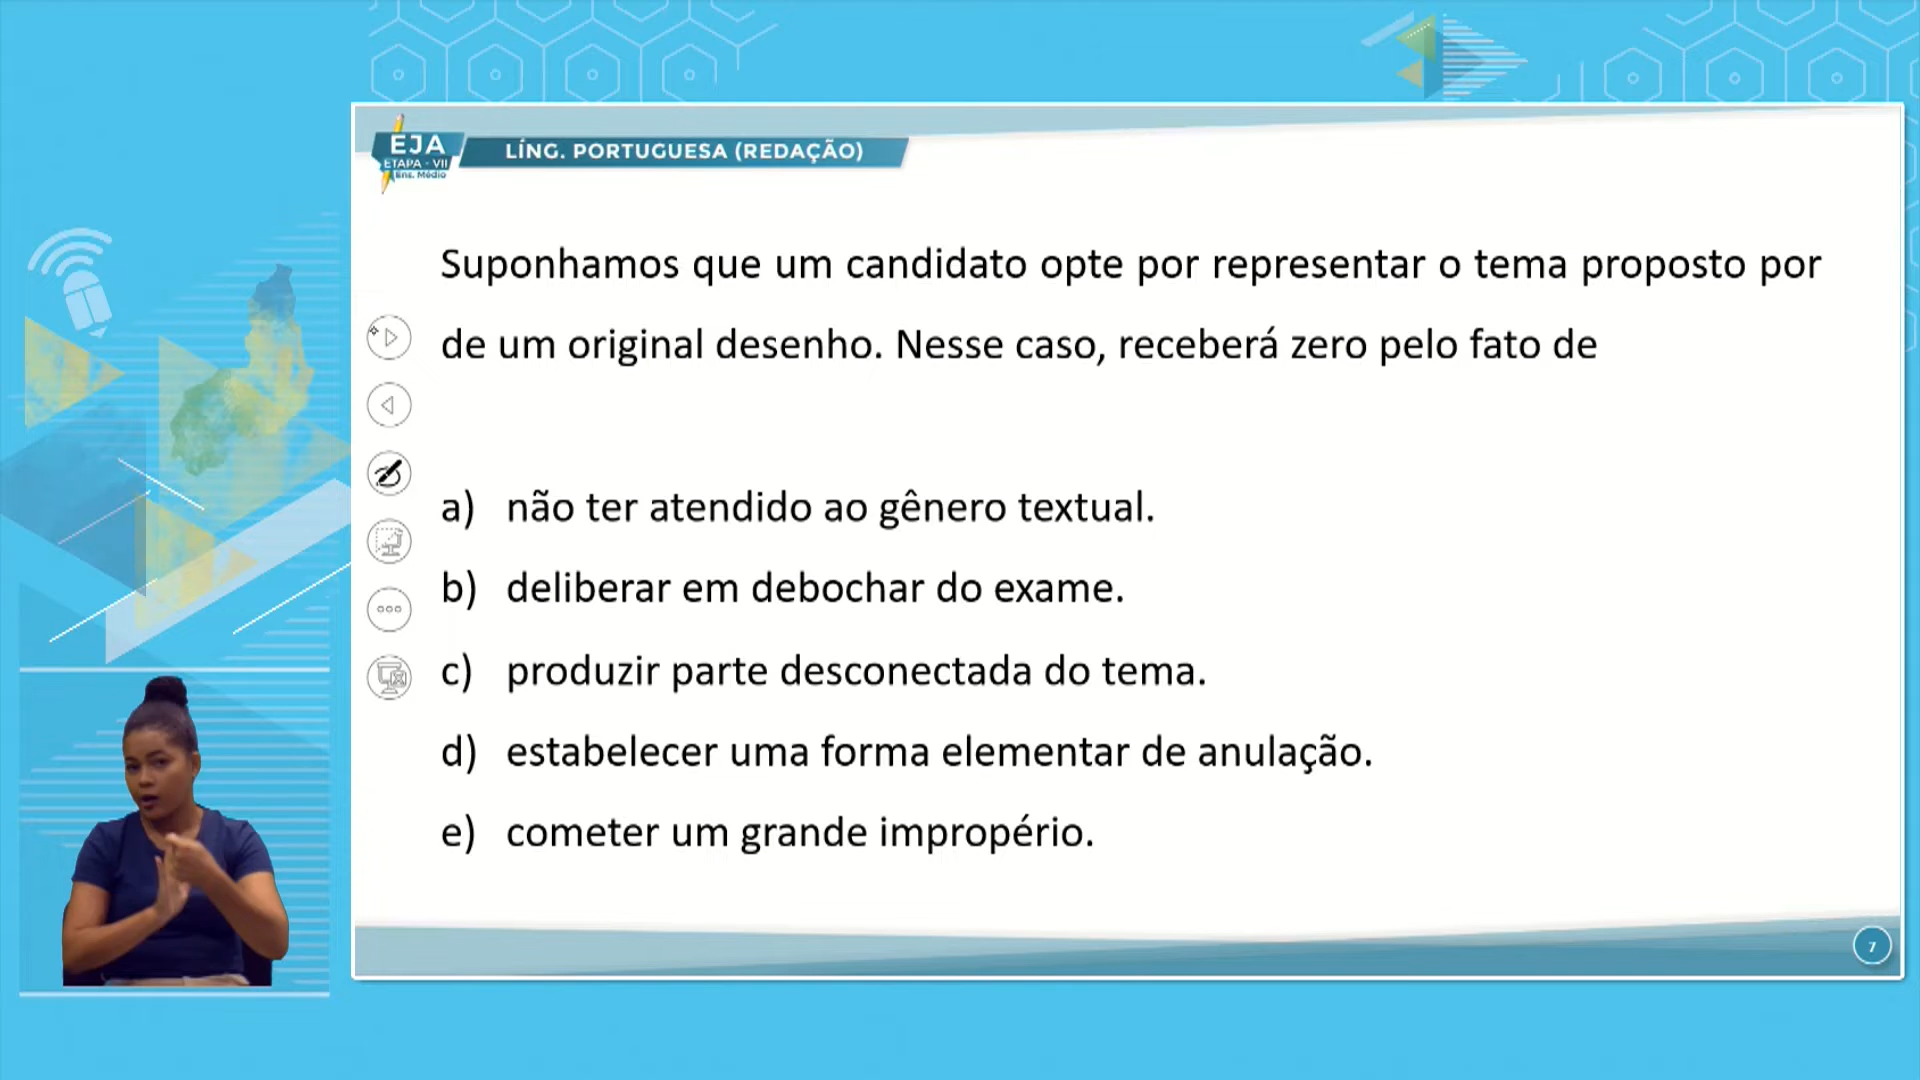 EJA
ETAPA - VII
Ens. Médio
LÍNG. PORTUGUESA (REDAÇÃO)
Suponhamos que um candidato opte por representar o tema proposto por
de um original desenho. Nesse caso, receberá zero pelo fato de
a) não ter atendido ao gênero textual.
b) deliberar em debochar do exame.
c) produzir parte desconectada do tema.
d) estabelecer uma forma elementar de anulação.
e) cometer um grande impropério.
7